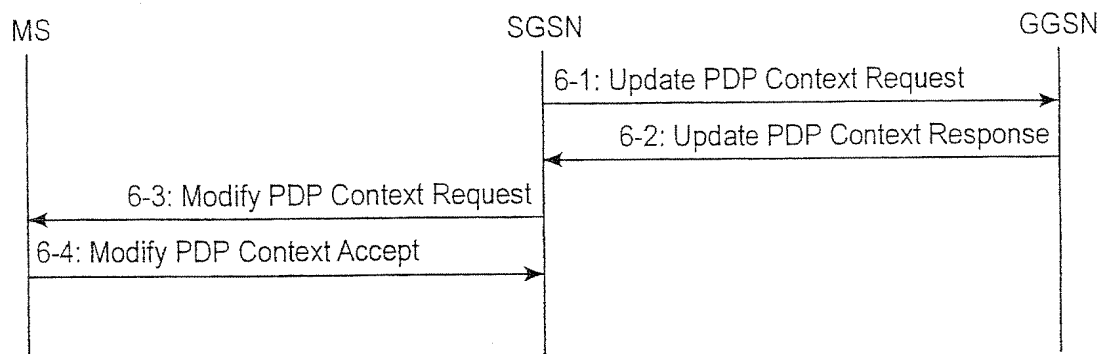 MS
SGSN
GGSN
6-1: Update PDP Context Request
6-2: Update PDP Context Response
6-3: Modify PDP Context Request
6-4: Modify PDP Context Accept